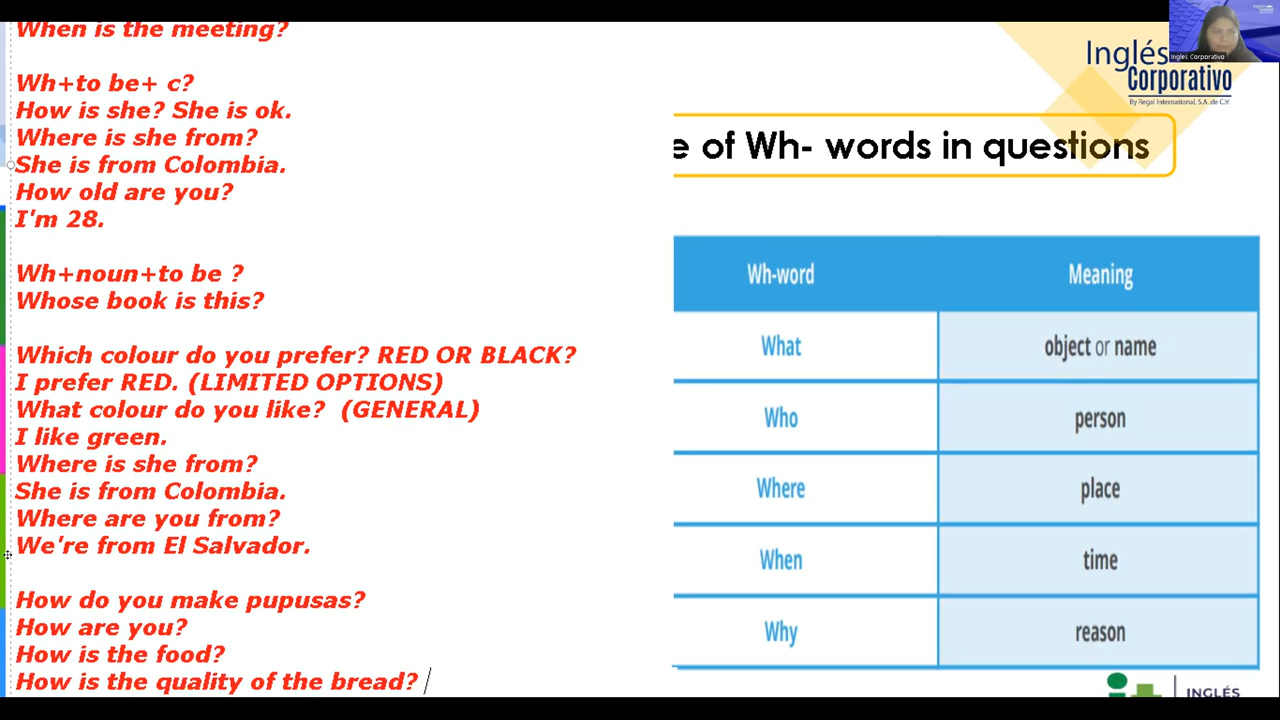 When is the meeting?
Wh+to be+ c?
How is she? She is ok.
Where is she from?
She is from Colombia.
How old are you?
I'm 28.
Wh+noun+to be ?
Whose book is this?
Which colour do you prefer? RED OR BLACK?
I prefer RED. (LIMITED OPTIONS)
What colour do you like?  (GENERAL)
I like green.
Where is she from?
She is from Colombia.
Where are you from?
We're from El Salvador.
How do you make pupusas?
How are you?
How is the food?
How is the quality of the bread?
Ingles Corporativo
Inglés
Corporativo
By Regal International, S.A. de C.V.
e of Wh- words in questions
Wh-word Meaning
What object or name
Who person
Where place
When time
Why reason
INGLÉS